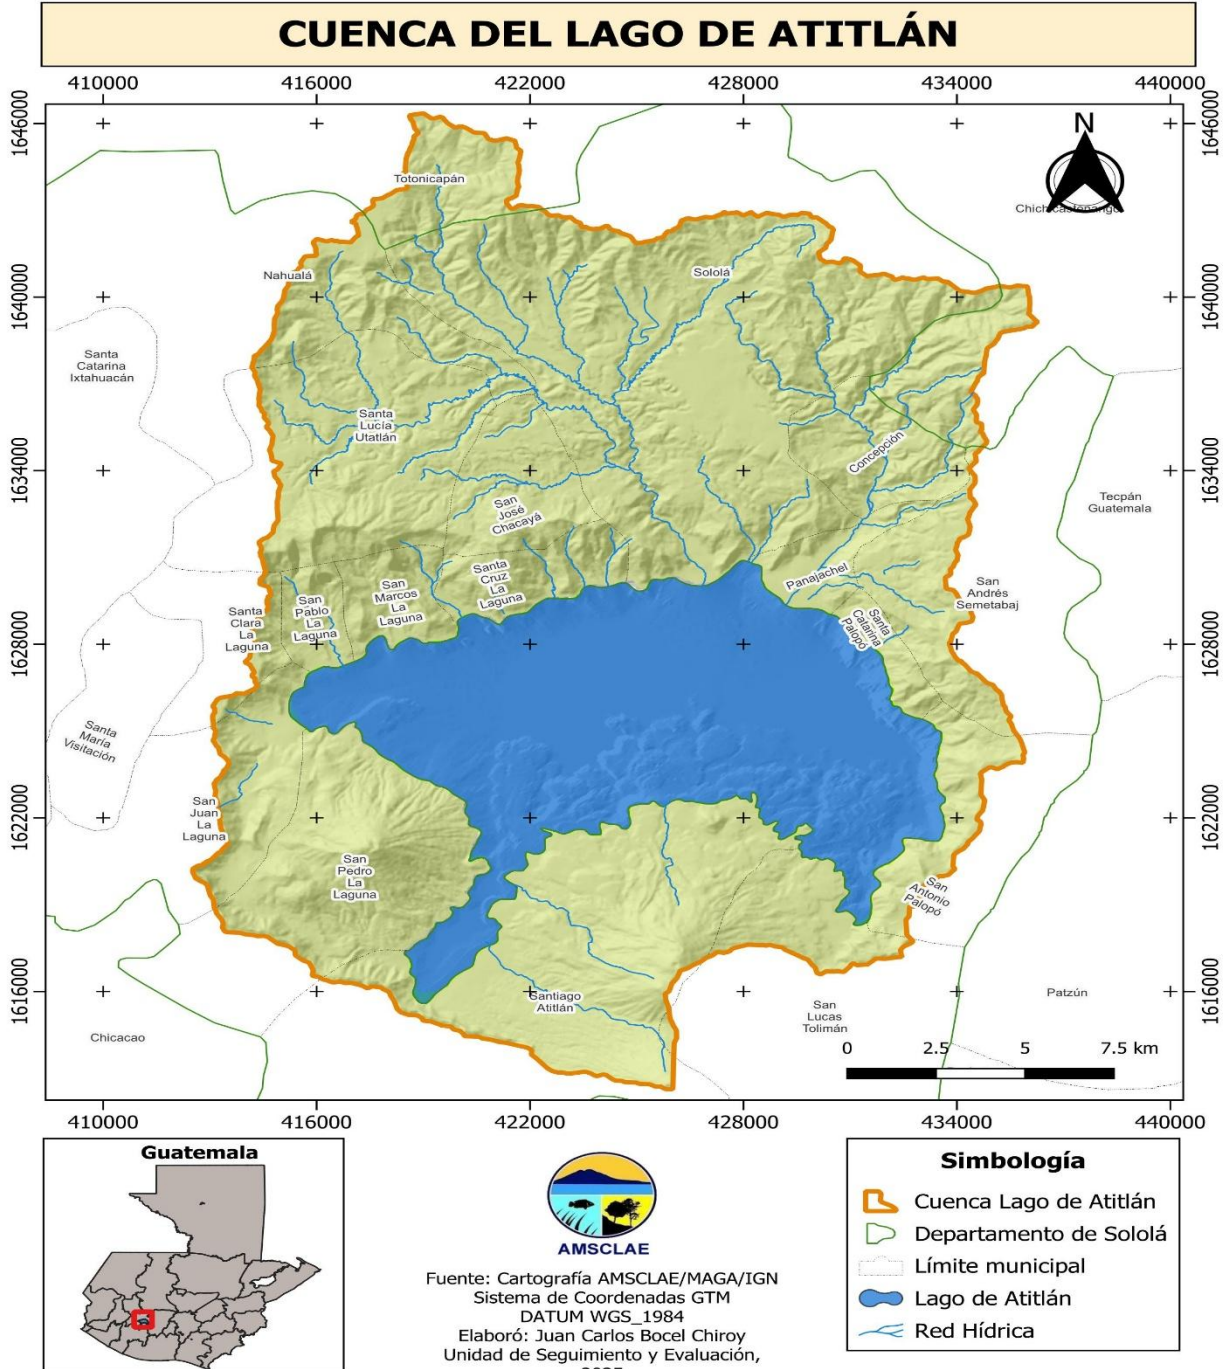 CUENCA DEL LAGO DE ATITLÁN
410000 416000 422000 428000 434000 440000
1646000 1646000
N
Totonicapán
Chichicastenango
Nahualá
Sololá
1640000 1640000
Santa
Catarina
Ixtahuacán
Santa
Lucía
Utatlán
Concepción
1634000 1634000
San
José
Chacayá
Tecpán
Guatemala
Santa
Cruz
La
Laguna
Panajachel
San
Marcos
La
Laguna
San
Pablo
La
Laguna
San
Andrés
Semetabaj
Santa
Clara
La
Laguna
Santa
Catarina
Palopó
1628000 1628000
Santa
María
Visitación
San
Juan
La
Laguna
1622000 1622000
San
Pedro
La
Laguna
San
Antonio
Palopó
Santiago
Atitlán
1616000 1616000
San
Lucas
Tolimán
Patzún
Chicacao
0 2.5 5 7.5 km
410000 416000 422000 428000 434000 440000
Guatemala
AMSCLAE
Fuente: Cartografía AMSCLAE/MAGA/IGN
Sistema de Coordenadas GTM
DATUM WGS_1984
Elaboró: Juan Carlos Bocel Chiroy
Unidad de Seguimiento y Evaluación,
Simbología
Cuenca Lago de Atitlán
Departamento de Sololá
Límite municipal
Lago de Atitlán
Red Hídrica